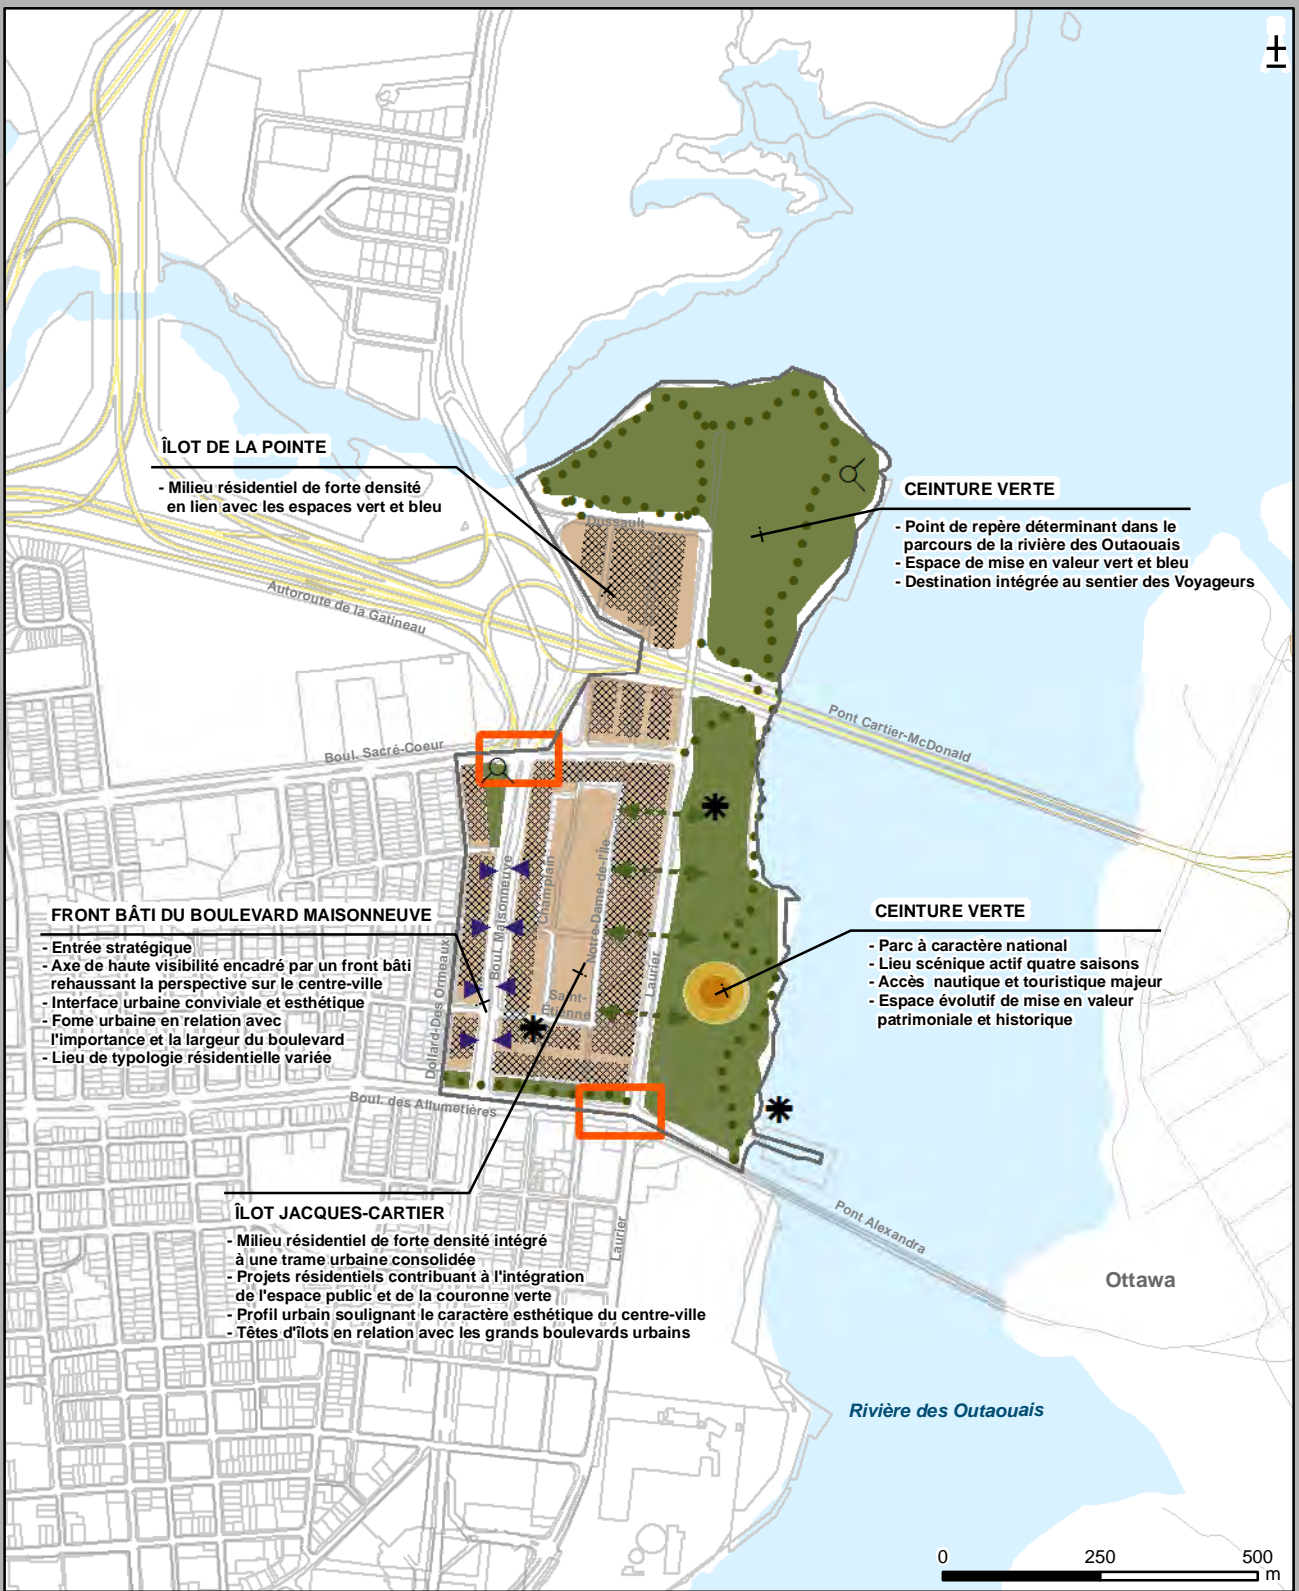 ÎLOT DE LA POINTE
- Milieu résidentiel de forte densité
en lien avec les espaces vert et bleu
CEINTURE VERTE
- Point de repère déterminant dans le
parcours de la rivière des Outaouais
- Espace de mise en valeur vert et bleu
- Destination intégrée au sentier des Voyageurs
Dussault
Autoroute de la Gatineau
Pont Cartier-McDonald
Boul. Sacré-Coeur
FRONT BÂTI DU BOULEVARD MAISONNEUVE
- Entrée stratégique
- Axe de haute visibilité encadré par un front bâti
rehaussant la perspective sur le centre-ville
- Interface urbaine conviviale et esthétique
- Fome urbaine en relation avec
l'importance et la largeur du boulevard
- Lieu de typologie résidentielle variée
Dollard-Des Ormeaux
Boul. Maisonneuve
Champlain
Notre-Dame-de-l'Île
Saint-
Étienne
Laurier
CEINTURE VERTE
- Parc à caractère national
- Lieu scénique actif quatre saisons
- Accès nautique et touristique majeur
- Espace évolutif de mise en valeur
patrimoniale et historique
Boul. des Allumetières
ÎLOT JACQUES-CARTIER
- Milieu résidentiel de forte densité intégré
à une trame urbaine consolidée
- Projets résidentiels contribuant à l'intégration
de l'espace public et de la couronne verte
- Profil urbain soulignant le caractère esthétique du centre-ville
- Têtes d'îlots en relation avec les grands boulevards urbains
Laurier
Pont Alexandra
Ottawa
Rivière des Outaouais
0 250 500
m